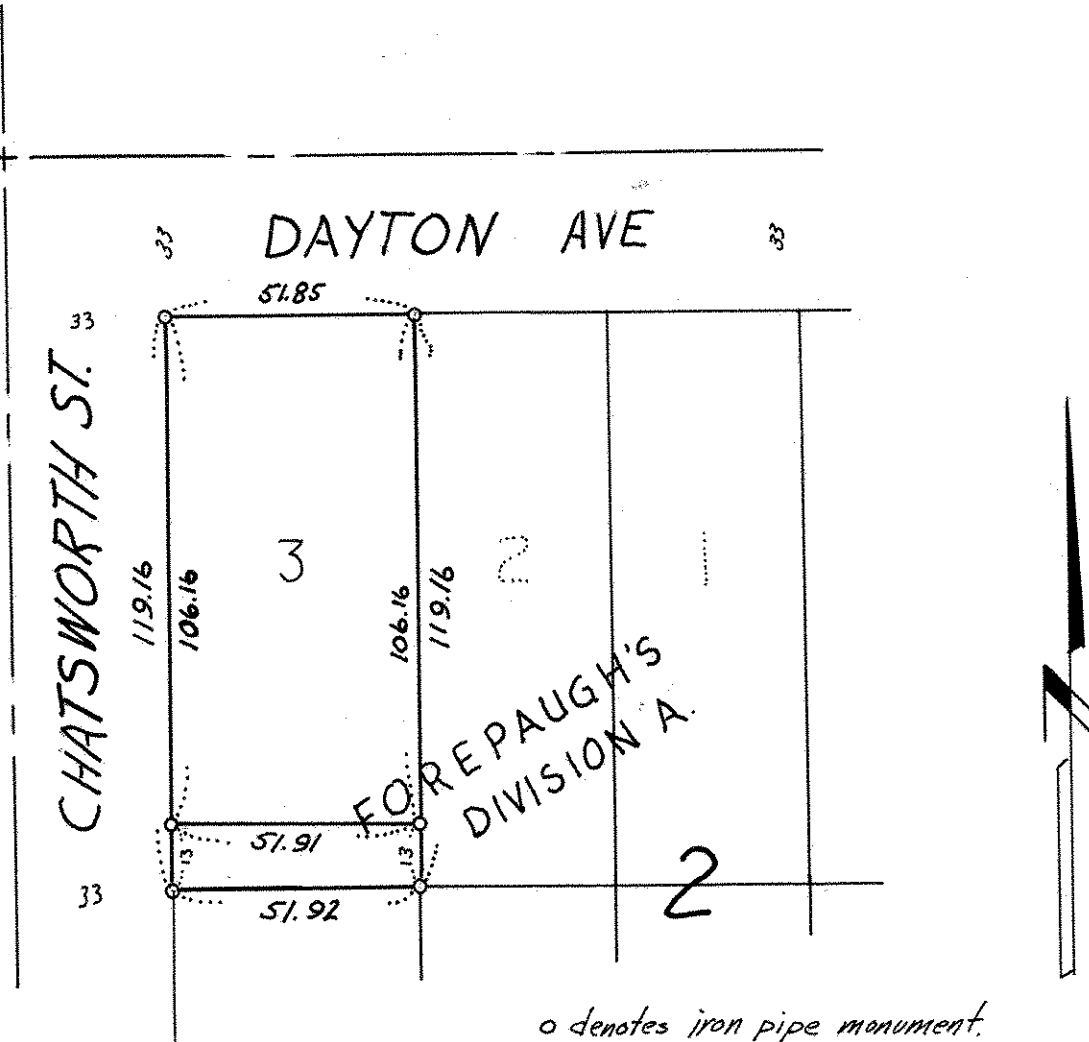 33
DAYTON AVE
33
51.85
33
CHATSWORTH ST.
119.16
106.16
3
106.16
119.16
2
1
FOREPAUGH'S
DIVISION A.
51.91
13
13
33
51.92
2
N
o denotes iron pipe monument.